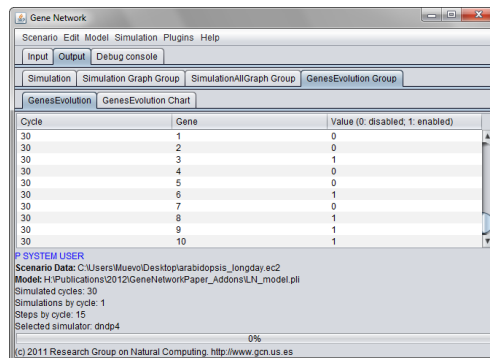 Gene Network
Scenario Edit Model Simulation Plugins Help
Input Output Debug console
Simulation Simulation Graph Group SimulationAllGraph Group GenesEvolution Group
GenesEvolution GenesEvolution Chart
Cycle Gene Value (0: disabled; 1: enabled)
30 1 0
30 2 0
30 3 1
30 4 0
30 5 0
30 6 1
30 7 0
30 8 1
30 9 1
30 10 1
P SYSTEM USER
Scenario Data: C:\Users\Muevo\Desktop\arabidopsis_longday.ec2
Model: H:\Publications\2012\GeneNetworkPaper_Addons\LN_model.pli
Simulated cycles: 30
Simulations by cycle: 1
Steps by cycle: 15
Selected simulator: dndp4
0%
(c) 2011 Research Group on Natural Computing. http://www.gcn.us.es